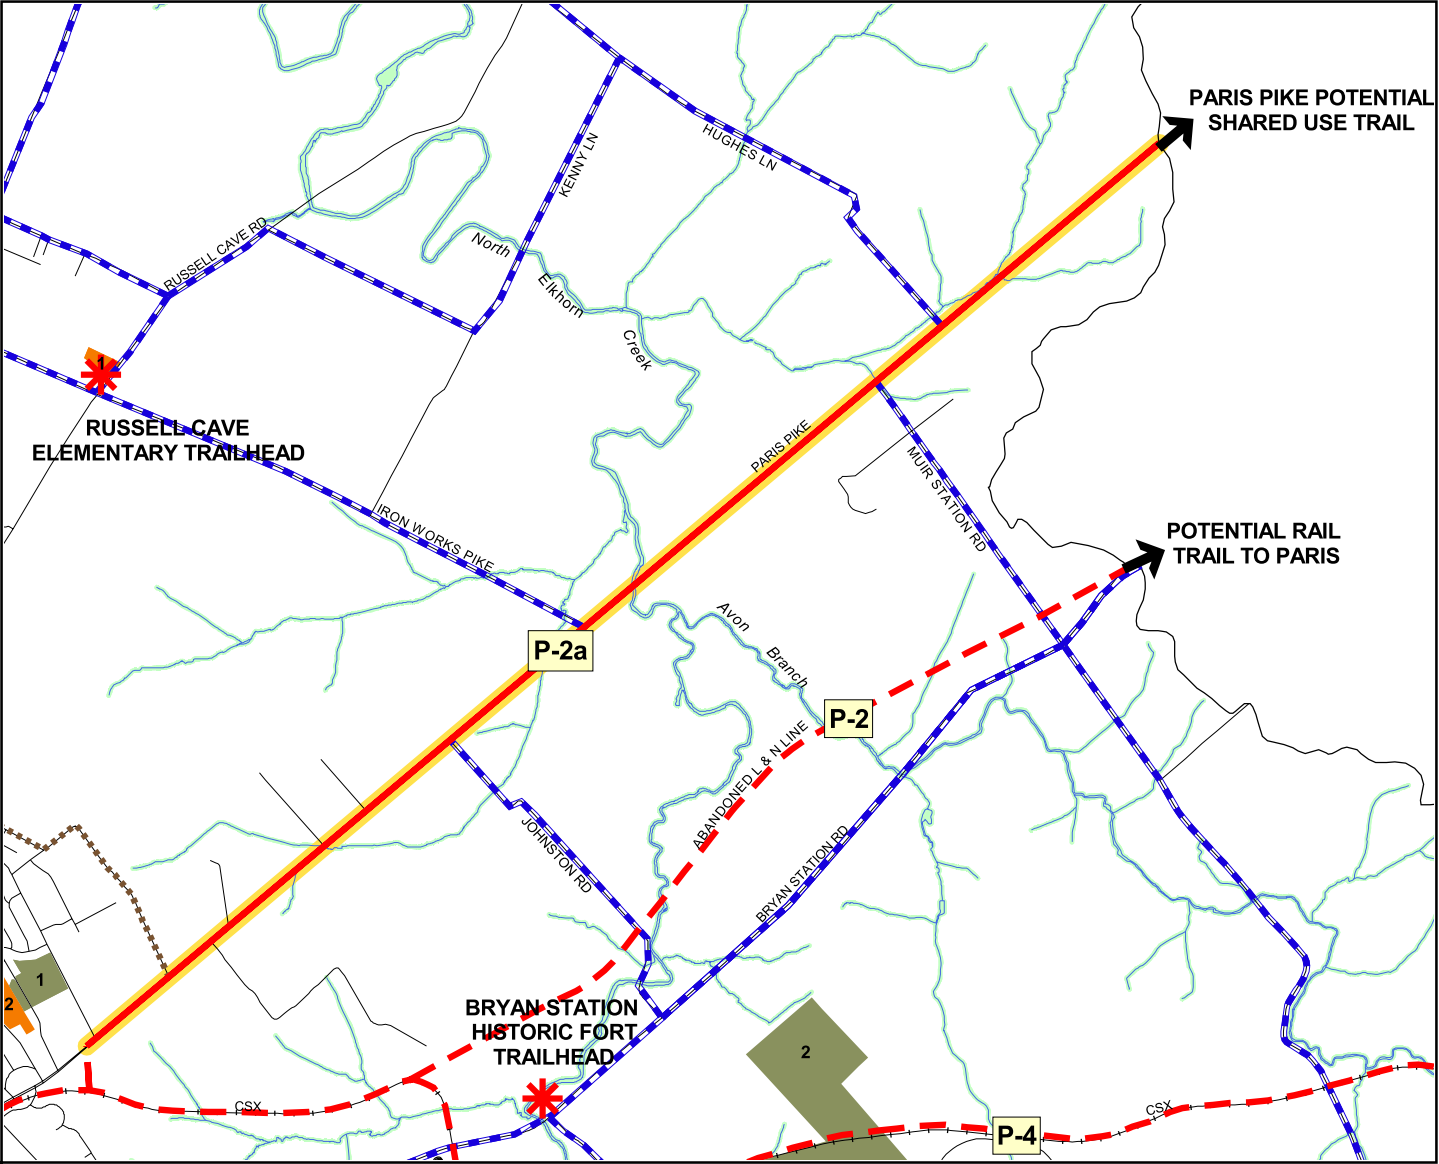 PARIS PIKE POTENTIAL
SHARED USE TRAIL
HUGHES LN
KENNY LN
RUSSELL CAVE RD
North
Elkhorn
Creek
1
RUSSELL CAVE
ELEMENTARY TRAILHEAD
PARIS PIKE
MUIR STATION RD
IRON WORKS PIKE
POTENTIAL RAIL
TRAIL TO PARIS
Avon
Branch
P-2a
P-2
ABANDONED L & N LINE
JOHNSTON RD
BRYAN STATION RD
1
2
BRYAN STATION
HISTORIC FORT
TRAILHEAD
2
CSX
CSX
P-4